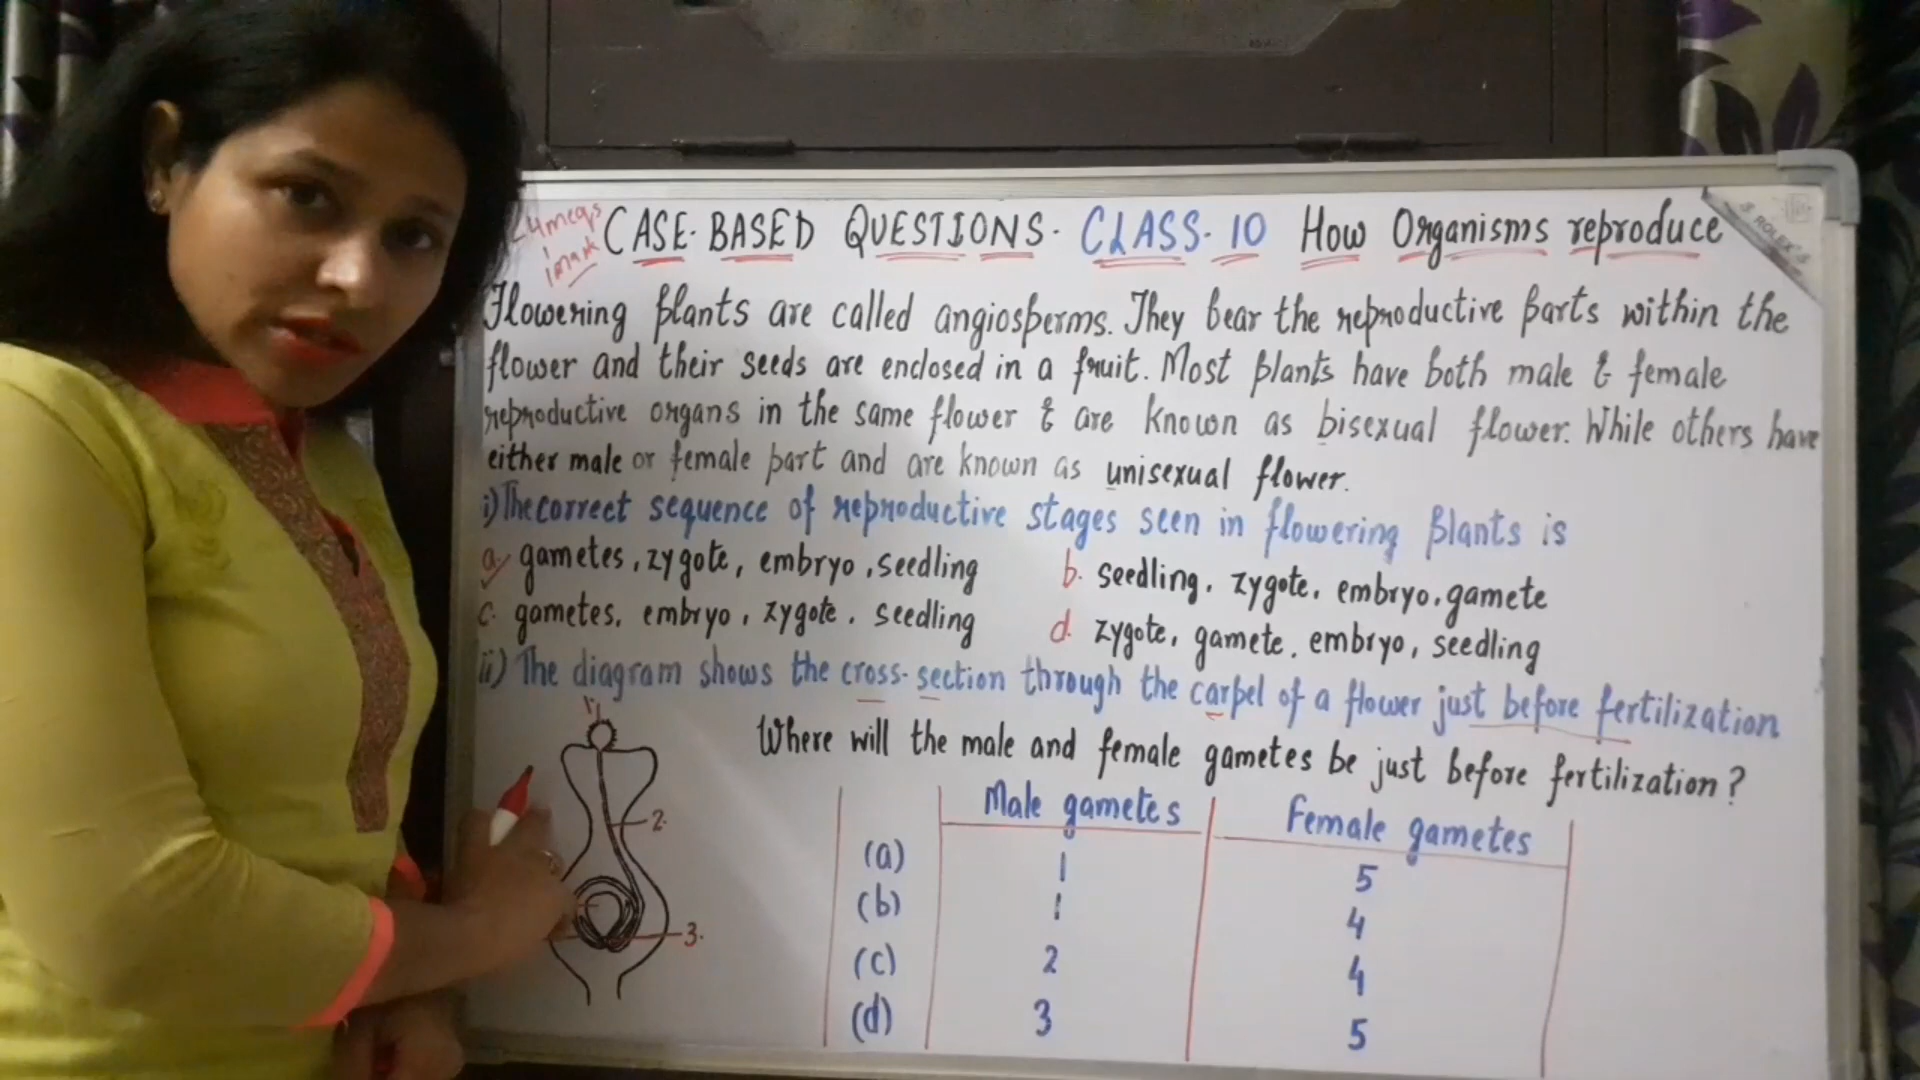 4 mcqs
1 mark
CASE-BASED QUESTIONS- CLASS-10 How Organisms reproduce
Flowering plants are called angiosperms. They bear the reproductive parts within the
flower and their seeds are enclosed in a fruit. Most plants have both male & female
reproductive organs in the same flower & are known as bisexual flower. While others have
either male or female part and are known as unisexual flower.
i) The correct sequence of reproductive stages seen in flowering plants is
a. gametes, zygote, embryo, seedling b. seedling, zygote, embryo, gamete
c. gametes, embryo, zygote, seedling d. zygote, gamete, embryo, seedling
ii) The diagram shows the cross-section through the carpel of a flower just before fertilization
Where will the male and female gametes be just before fertilization?
1.
2.
3.
Male gametes Female gametes
(a) 1 5
(b) 1 4
(c) 2 4
(d) 3 5